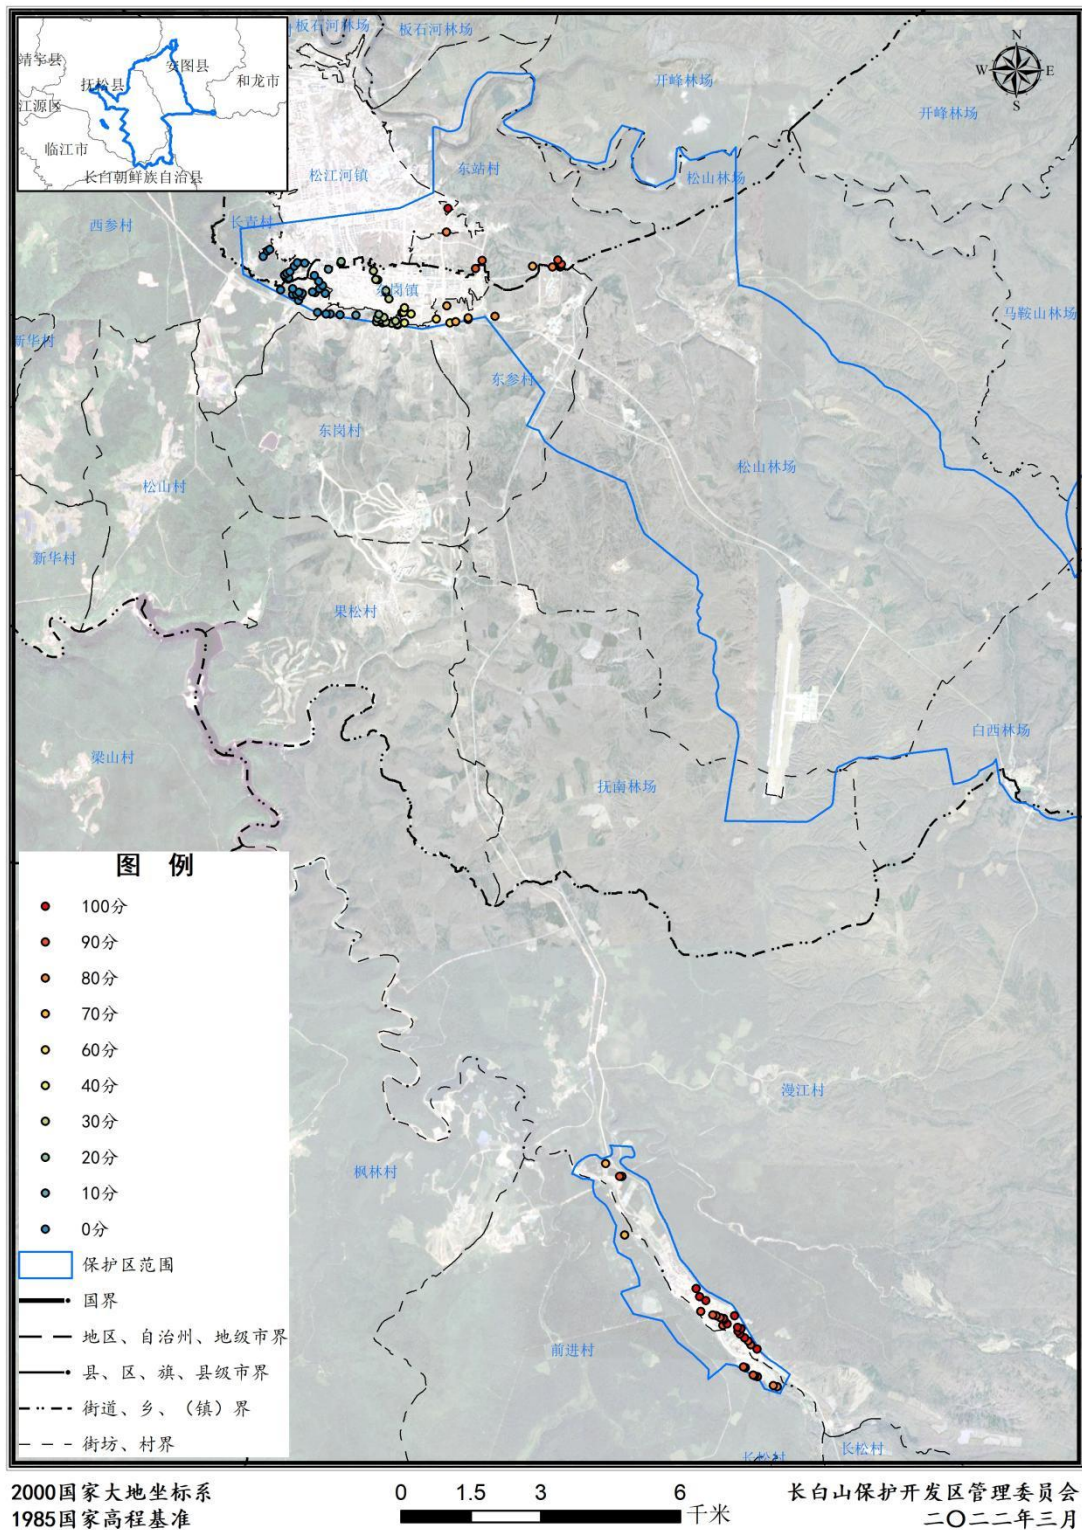 靖宇县
安图县
抚松县
和龙市
江源区
临江市
长白朝鲜族自治县
板石河林场
板石河林场
开峰林场
开峰林场
N
W
E
S
松江河镇
东站村
松山林场
西参村
长青村
东岗镇
马鞍山林场
新华村
东参村
东岗村
松山村
松山林场
新华村
果松村
梁山村
白西林场
抚南林场
漫江村
枫林村
前进村
长松村
长松村
图 例
100分
90分
80分
70分
60分
40分
30分
20分
10分
0分
保护区范围
国界
地区、自治州、地级市界
县、区、旗、县级市界
街道、乡、（镇）界
街坊、村界
2000国家大地坐标系
1985国家高程基准
0 1.5 3 6
千米
长白山保护开发区管理委员会
二〇二二年三月